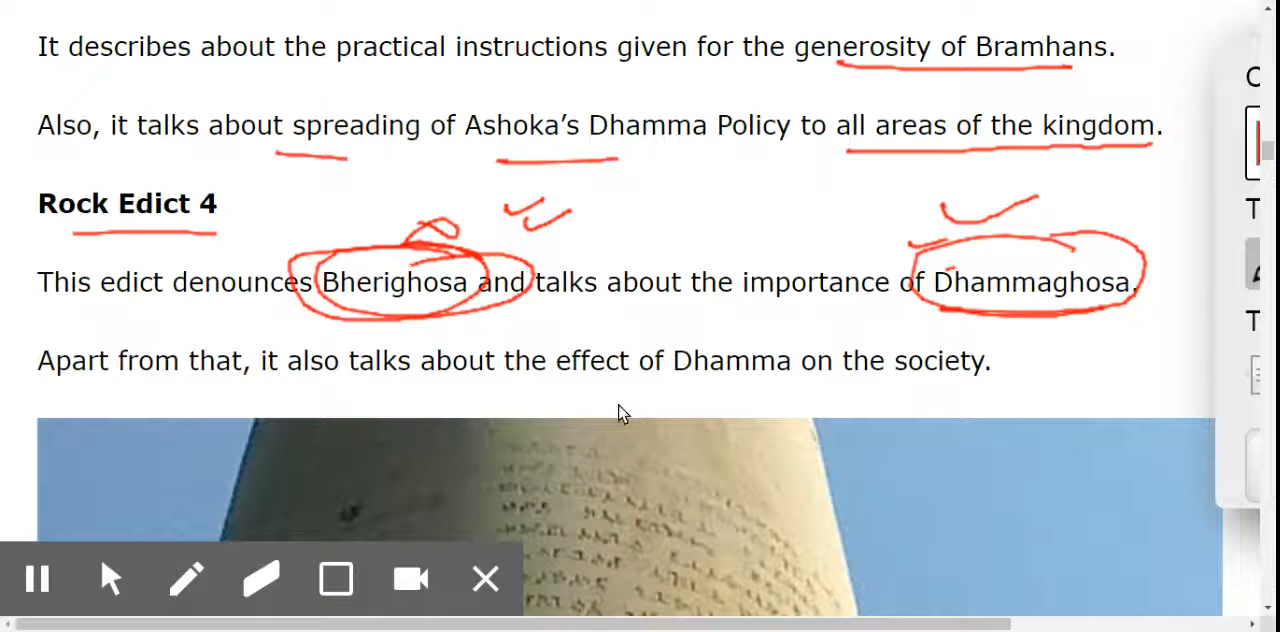 It describes about the practical instructions given for the generosity of Bramhans.
Also, it talks about spreading of Ashoka's Dhamma Policy to all areas of the kingdom.
Rock Edict 4
This edict denounces Bherighosa and talks about the importance of Dhammaghosa.
Apart from that, it also talks about the effect of Dhamma on the society.